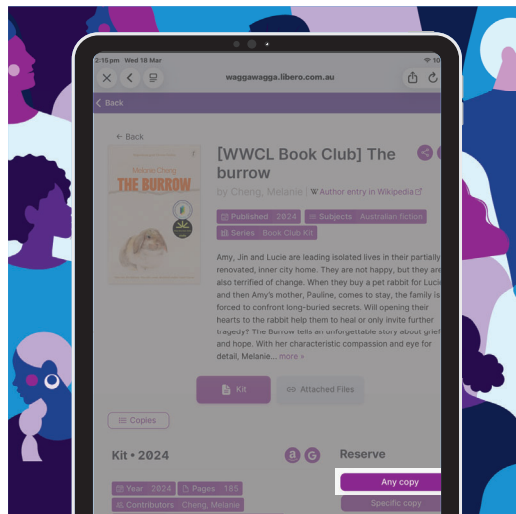 2:15 pm Wed 18 Mar
waggawagga.libero.com.au
Back
← Back
Melanie Cheng
THE BURROW
[WWCL Book Club] The
burrow
by Cheng, Melanie | W Author entry in Wikipedia
Published 2024 Subjects Australian fiction
Series Book Club Kit
Amy, Jin and Lucie are leading isolated lives in their partially
renovated, inner city home. They are not happy, but they are
also terrified of change. When they buy a pet rabbit for Lucie
and then Amy's mother, Pauline, comes to stay, the family is
forced to confront long-buried secrets. Will opening their
hearts to the rabbit help them to heal or only invite further
tragedy? The Burrow tells an unforgettable story about grief
and hope. With her characteristic compassion and eye for
detail, Melanie... more »
Kit Attached Files
Copies
Kit • 2024
a G
Reserve
Year 2024 Pages 185
Contributors Cheng, Melanie
Any copy
Specific copy